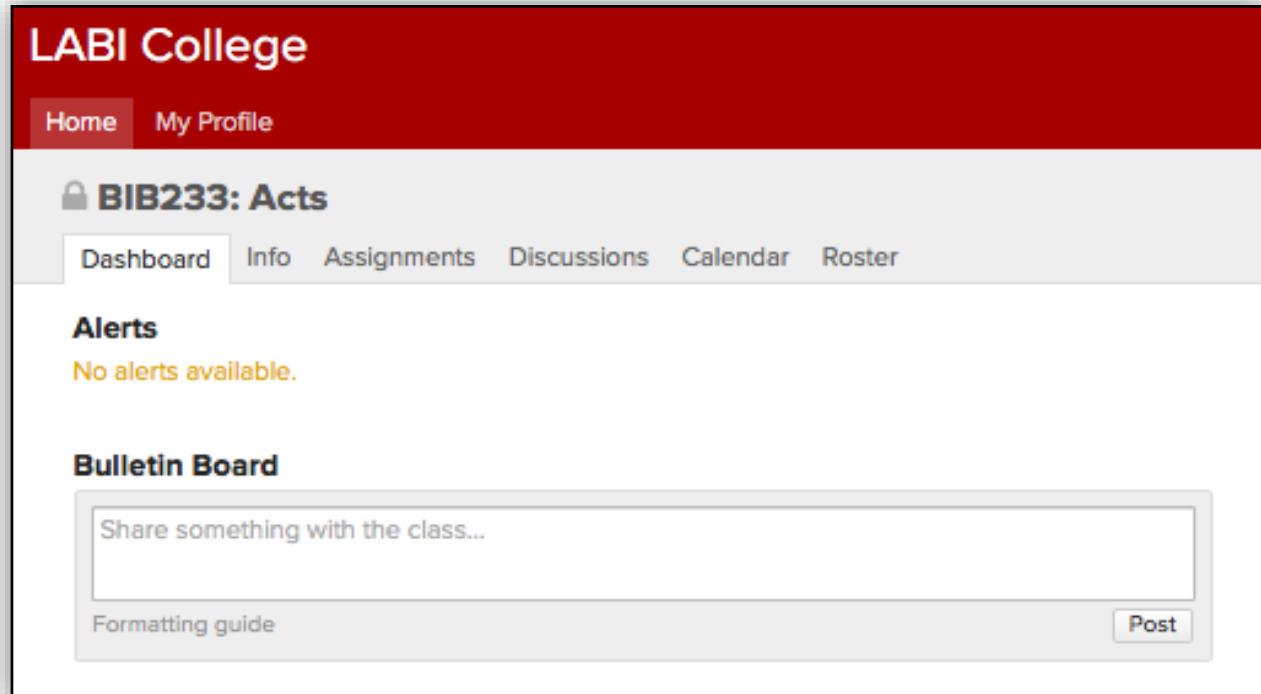 LABI College
Home My Profile
BIB233: Acts
Dashboard Info Assignments Discussions Calendar Roster
Alerts
No alerts available.
Bulletin Board
Share something with the class...
Formatting guide Post